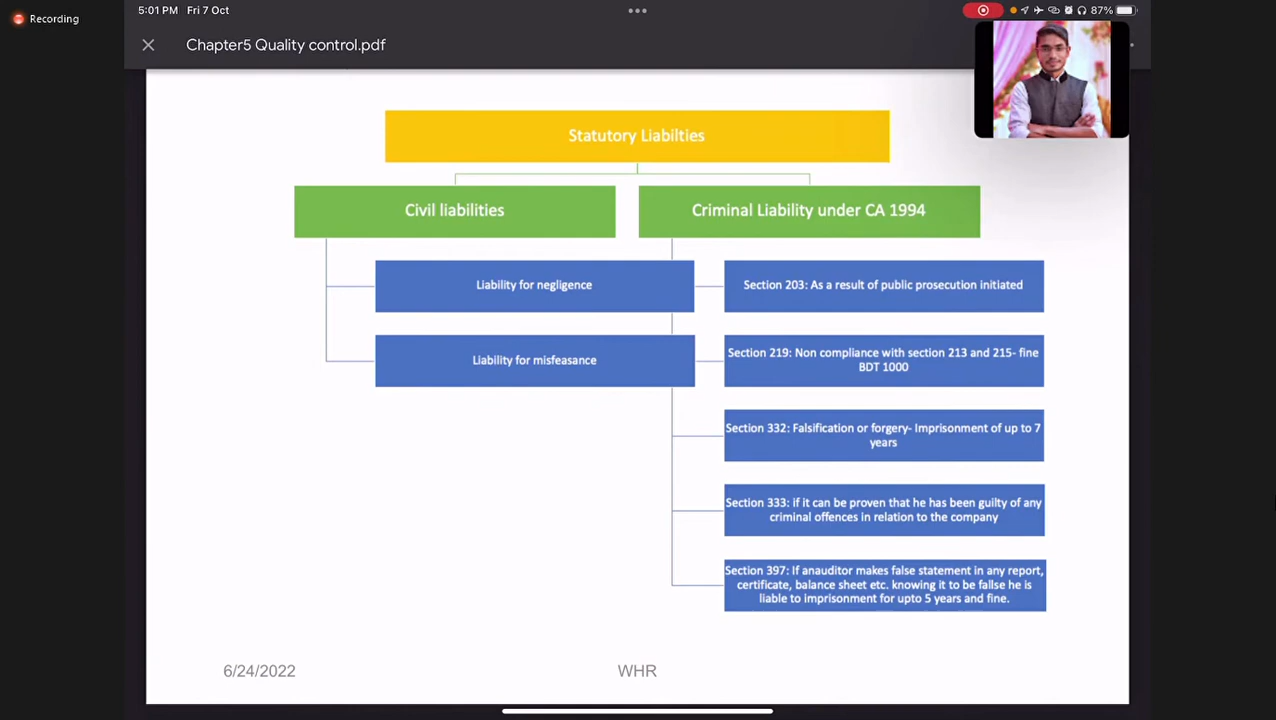 5:01 PM Fri 7 Oct
87%
Recording
Chapter5 Quality control.pdf
Statutory Liabilties
Civil liabilities
Criminal Liability under CA 1994
Liability for negligence
Section 203: As a result of public prosecution initiated
Liability for misfeasance
Section 219: Non compliance with section 213 and 215- fine
BDT 1000
Section 332: Falsification or forgery- Imprisonment of up to 7
years
Section 333: if it can be proven that he has been guilty of any
criminal offences in relation to the company
Section 397: If anauditor makes false statement in any report,
certificate, balance sheet etc. knowing it to be fallse he is
liable to imprisonment for upto 5 years and fine.
6/24/2022
WHR